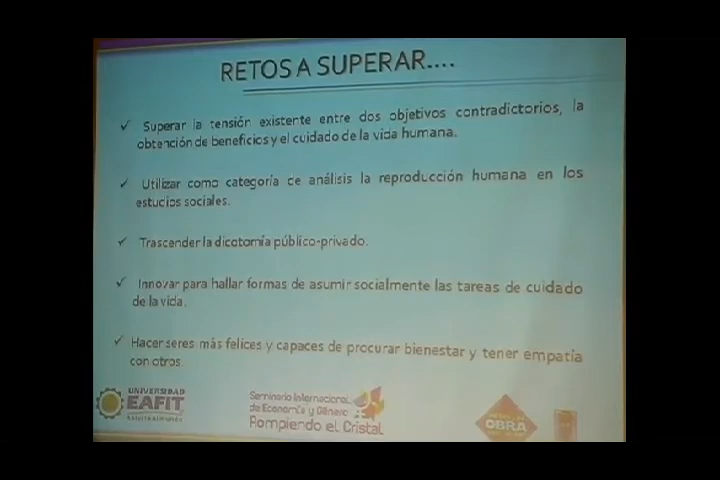 RETOS A SUPERAR....
✓ Superar la tensión existente entre dos objetivos contradictorios, la
obtención de beneficios y el cuidado de la vida humana.
✓ Utilizar como categoría de análisis la reproducción humana en los
estudios sociales.
✓ Trascender la dicotomía público-privado.
✓ Innovar para hallar formas de asumir socialmente las tareas de cuidado
de la vida.
✓ Hacer seres más felices y capaces de procurar bienestar y tener empatía
con otros.
UNIVERSIDAD
EAFIT
Seminario Internacional
de Economía y Género
Rompiendo el Cristal
OBRA